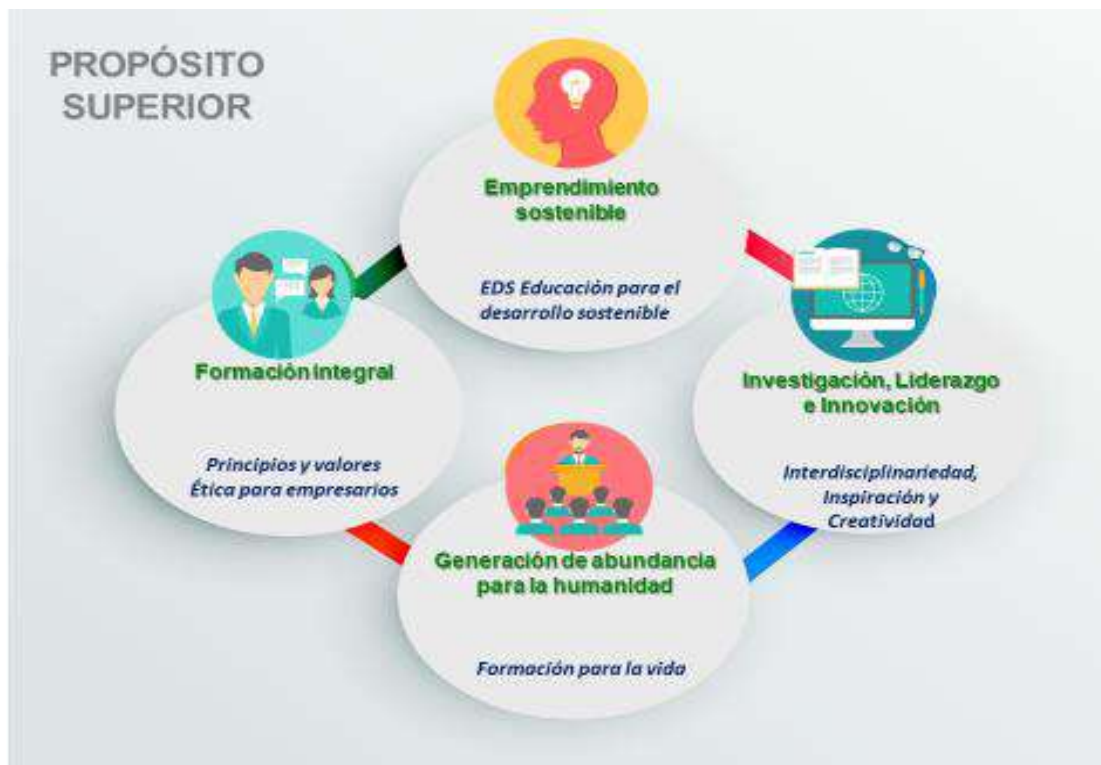 PROPÓSITO
SUPERIOR
Emprendimiento
sostenible
EDS Educación para el
desarrollo sostenible
Formación integral
Principios y valores
Ética para empresarios
Investigación, Liderazgo
e Innovación
Interdisciplinariedad,
Inspiración y
Creatividad
Generación de abundancia
para la humanidad
Formación para la vida